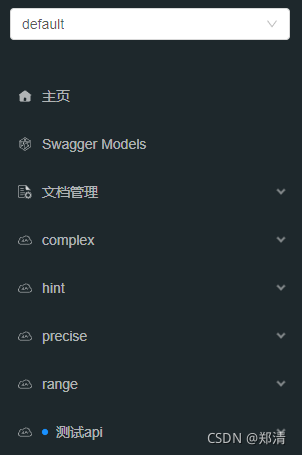 default
主页
Swagger Models
文档管理
complex
hint
precise
range
测试api
CSDN @郑清